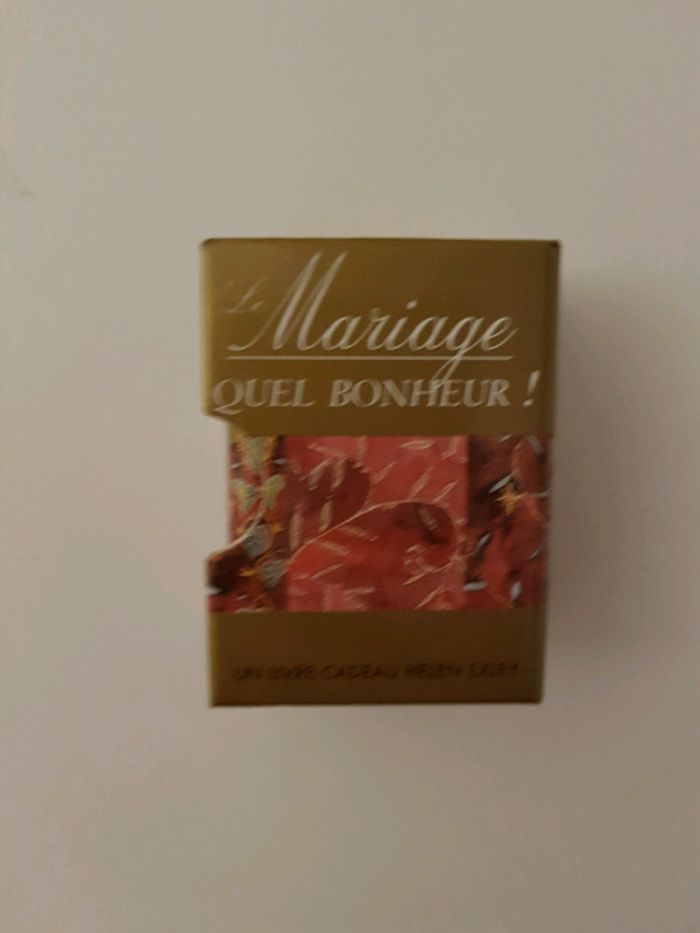 Le
Mariage
QUEL BONHEUR !
UN LIVRE-CADEAU HELEN EXLEY